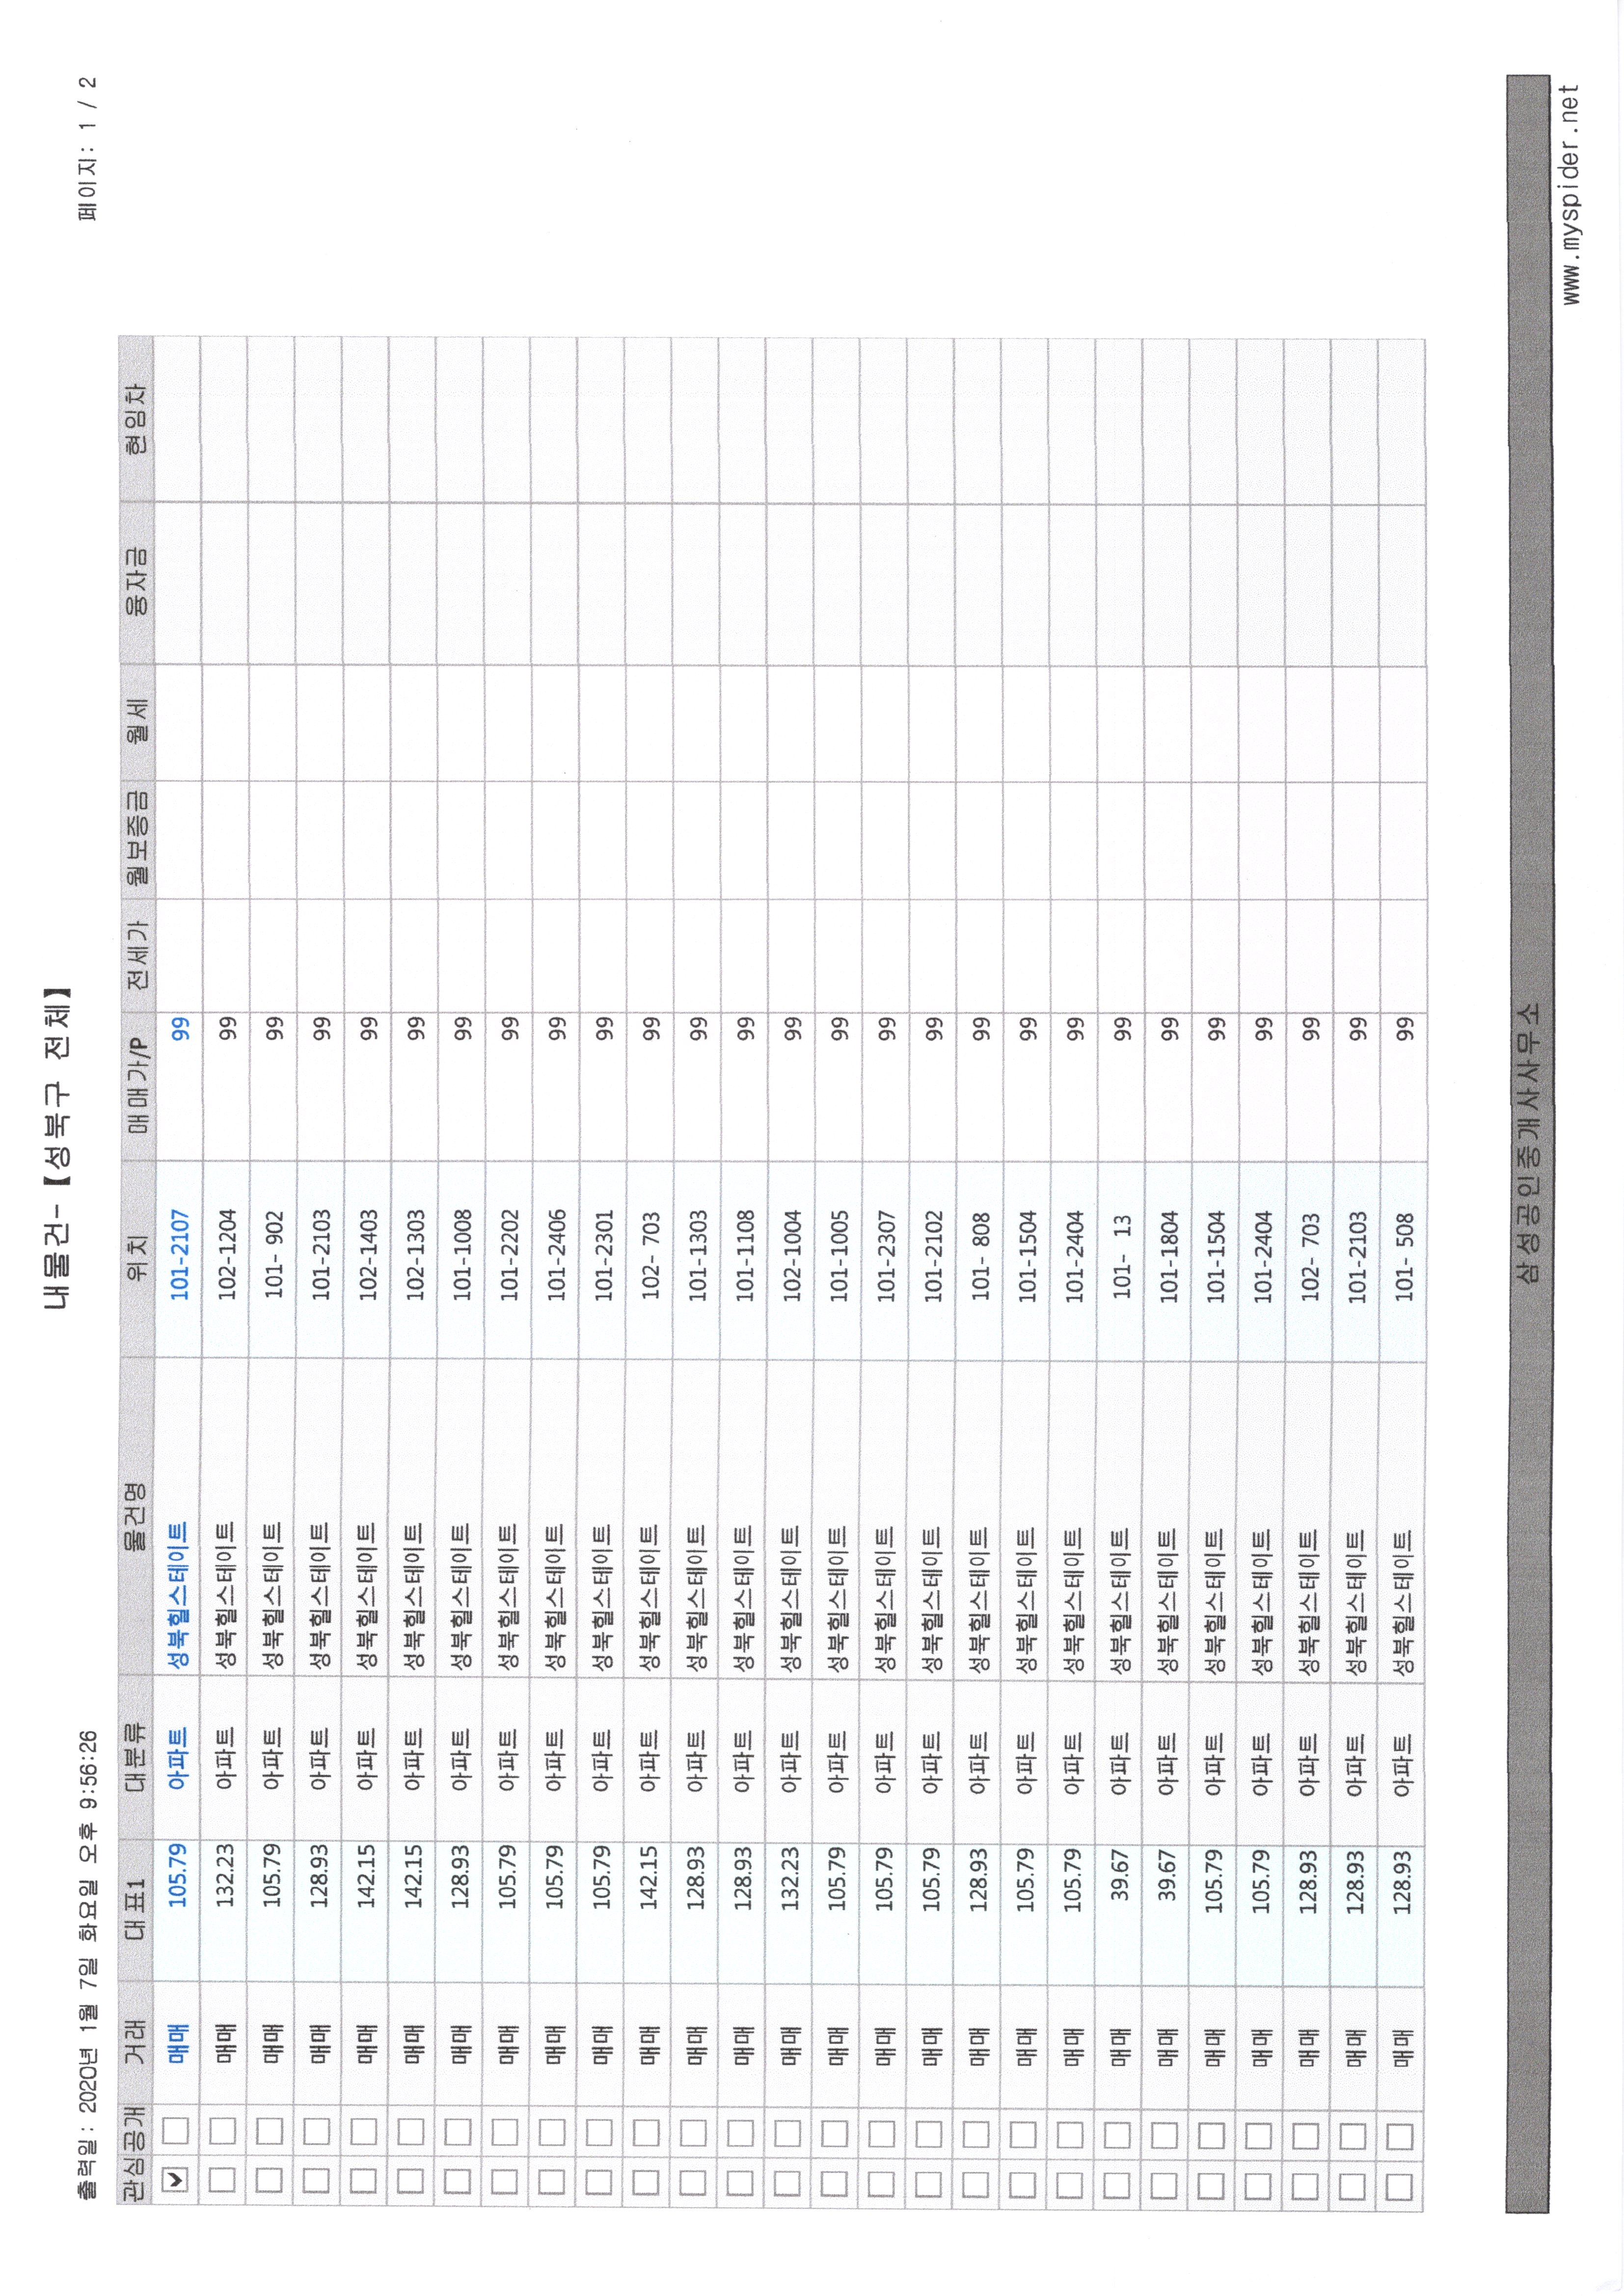 내물건-【성북구 전체】
출력일: 2020년 1월 7일 화요일 오후 9:56:26
페이지: 1 / 2
관심 공개 거래 대표1 대분류 물건명 위치 매매가/P 전세가 월보증금 월세 융자금 현임차
매매 105.79 아파트 성북힐스테이트 101-2107 99
매매 132.23 아파트 성북힐스테이트 102-1204 99
매매 105.79 아파트 성북힐스테이트 101- 902 99
매매 128.93 아파트 성북힐스테이트 101-2103 99
매매 142.15 아파트 성북힐스테이트 102-1403 99
매매 142.15 아파트 성북힐스테이트 102-1303 99
매매 128.93 아파트 성북힐스테이트 101-1008 99
매매 105.79 아파트 성북힐스테이트 101-2202 99
매매 105.79 아파트 성북힐스테이트 101-2406 99
매매 105.79 아파트 성북힐스테이트 101-2301 99
매매 142.15 아파트 성북힐스테이트 102- 703 99
매매 128.93 아파트 성북힐스테이트 101-1303 99
매매 128.93 아파트 성북힐스테이트 101-1108 99
매매 132.23 아파트 성북힐스테이트 102-1004 99
매매 105.79 아파트 성북힐스테이트 101-1005 99
매매 105.79 아파트 성북힐스테이트 101-2307 99
매매 105.79 아파트 성북힐스테이트 101-2102 99
매매 128.93 아파트 성북힐스테이트 101- 808 99
매매 105.79 아파트 성북힐스테이트 101-1504 99
매매 105.79 아파트 성북힐스테이트 101-2404 99
매매 39.67 아파트 성북힐스테이트 101- 13 99
매매 39.67 아파트 성북힐스테이트 101-1804 99
매매 105.79 아파트 성북힐스테이트 101-1504 99
매매 105.79 아파트 성북힐스테이트 101-2404 99
매매 128.93 아파트 성북힐스테이트 102- 703 99
매매 128.93 아파트 성북힐스테이트 101-2103 99
매매 128.93 아파트 성북힐스테이트 101- 508 99
삼성공인중개사사무소
www.myspider.net